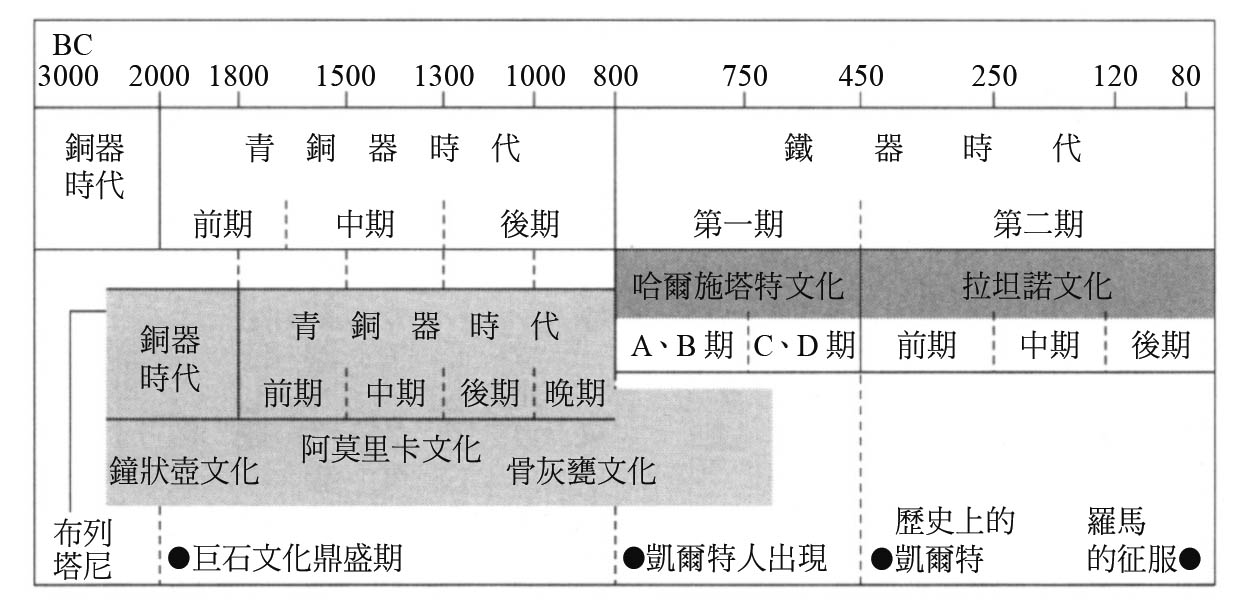 BC
3000 2000 1800 1500 1300 1000 800 750 450 250 120 80
銅器
時代
青銅器時代
鐵器時代
前期 中期 後期
第一期 第二期
哈爾施塔特文化 拉坦諾文化
A、B期 C、D期 前期 中期 後期
銅器
時代
青銅器時代
前期 中期 後期 晚期
鐘狀壺文化 阿莫里卡文化 骨灰甕文化
布列
塔尼
●巨石文化鼎盛期
●凱爾特人出現
歷史上的
●凱爾特
羅馬
的征服●